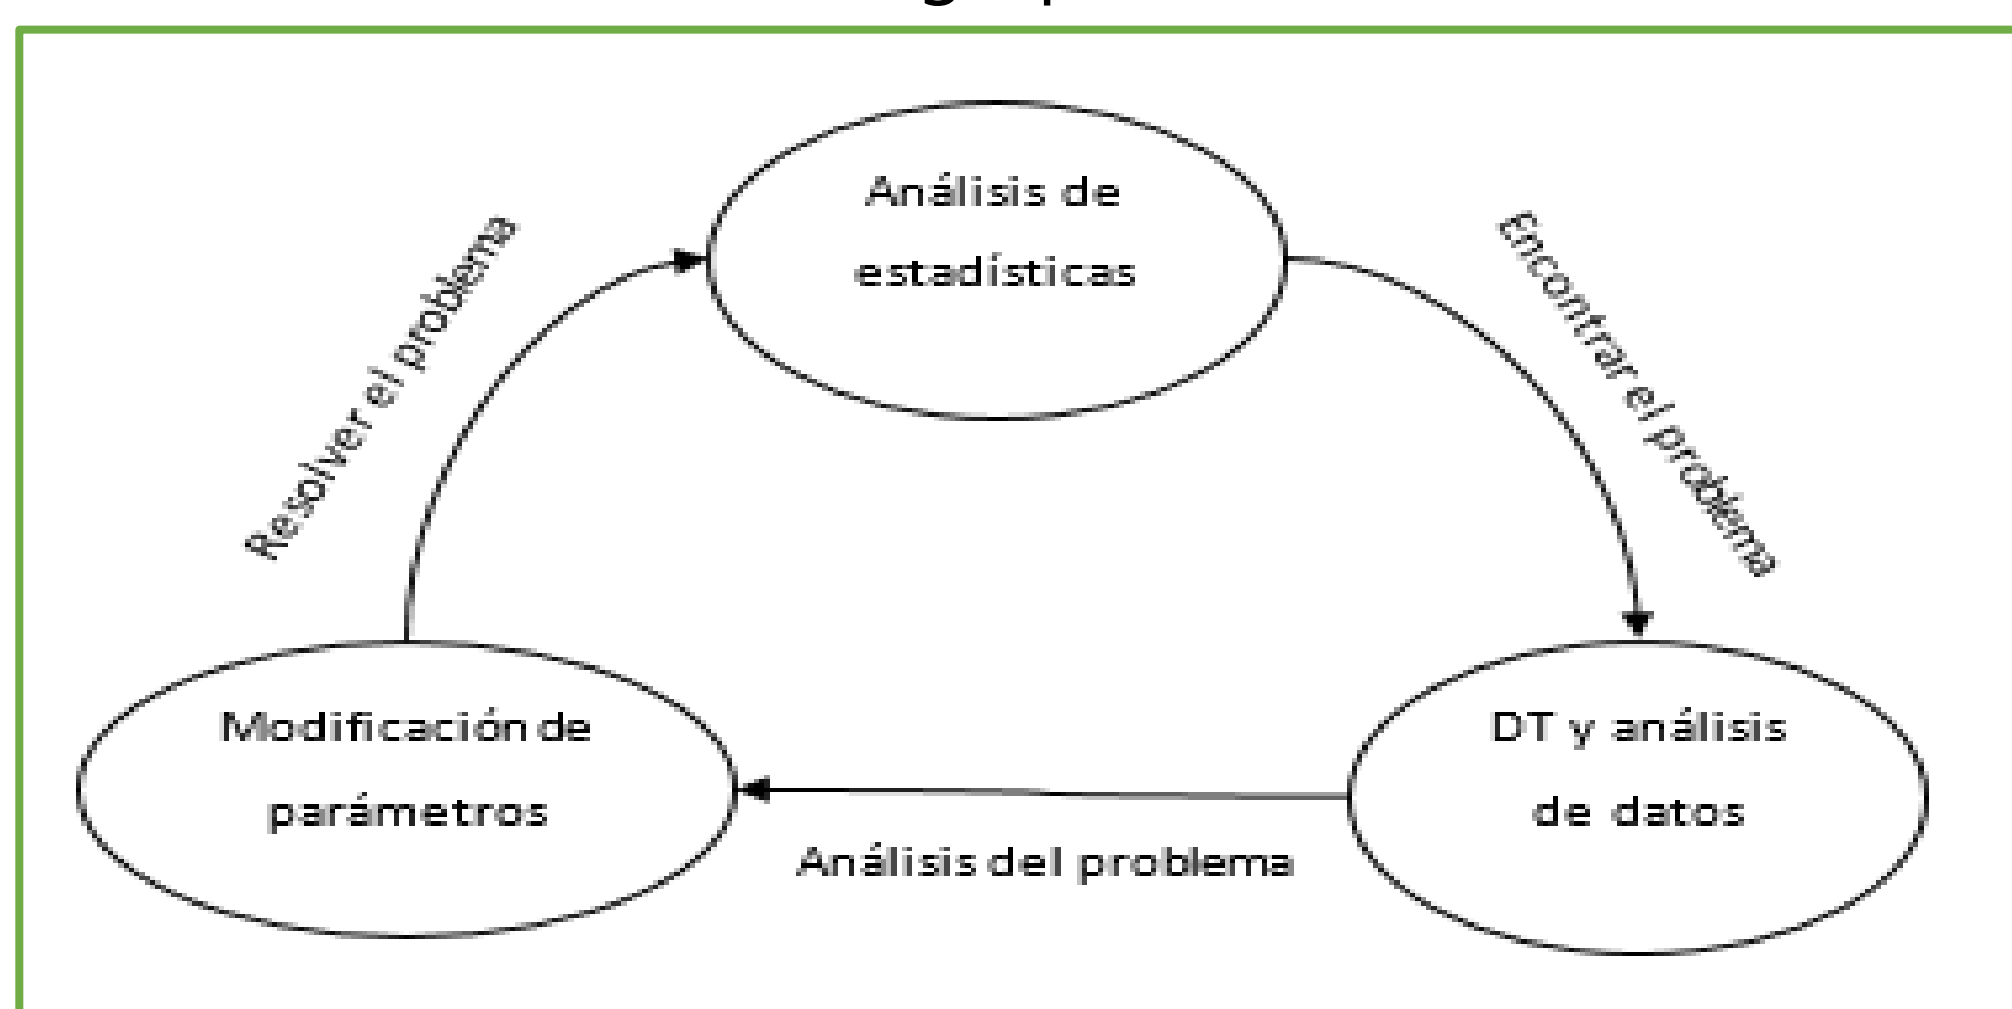 Análisis de
estadísticas
Resolver el problema
Encontrar el problema
Modificación de
parámetros
DT y análisis
de datos
Análisis del problema